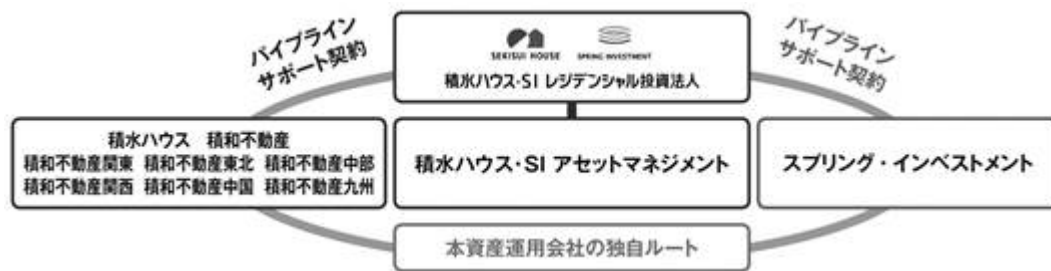 パイプライン
サポート契約
SEKISUI HOUSE
SPRING INVESTMENT
積水ハウス・SI レジデンシャル投資法人
パイプライン
サポート契約
積水ハウス 積和不動産
積和不動産関東 積和不動産東北 積和不動産中部
積和不動産関西 積和不動産中国 積和不動産九州
積水ハウス・SI アセットマネジメント
スプリング・インベストメント
本資産運用会社の独自ルート